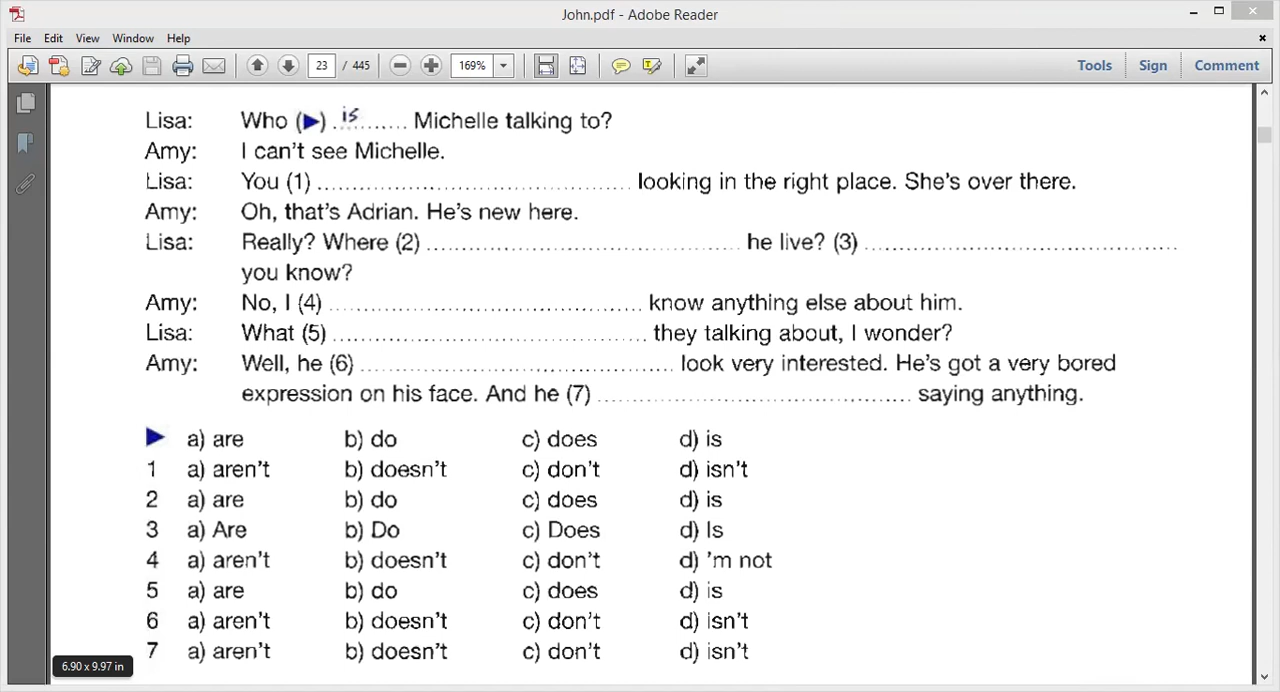 John.pdf - Adobe Reader
File Edit View Window Help
23 / 445 169% Tools Sign Comment
Lisa: Who (▶) ..is........ Michelle talking to?
Amy: I can't see Michelle.
Lisa: You (1) ................................................ looking in the right place. She's over there.
Amy: Oh, that's Adrian. He's new here.
Lisa: Really? Where (2) ................................................ he live? (3) ................................................
you know?
Amy: No, I (4) ................................................ know anything else about him.
Lisa: What (5) ................................................ they talking about, I wonder?
Amy: Well, he (6) ................................................ look very interested. He's got a very bored
expression on his face. And he (7) ................................................ saying anything.
▶ a) are b) do c) does d) is
1 a) aren't b) doesn't c) don't d) isn't
2 a) are b) do c) does d) is
3 a) Are b) Do c) Does d) Is
4 a) aren't b) doesn't c) don't d) 'm not
5 a) are b) do c) does d) is
6 a) aren't b) doesn't c) don't d) isn't
7 a) aren't b) doesn't c) don't d) isn't
6.90 x 9.97 in